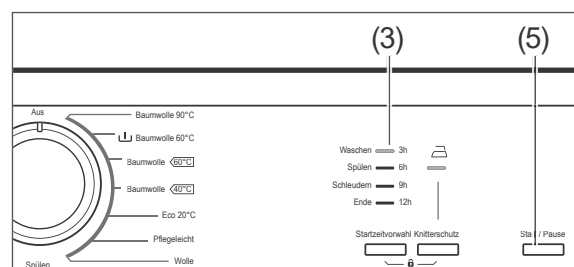 (3) (5)
Aus
Baumwolle 90°C
Baumwolle 60°C
Baumwolle 60°C
Baumwolle 40°C
Eco 20°C
Pflegeleicht
Wolle
Spülen
Waschen 3h
Spülen 6h
Schleudern 9h
Ende 12h
Startzeitvorwahl Knitterschutz
Start / Pause